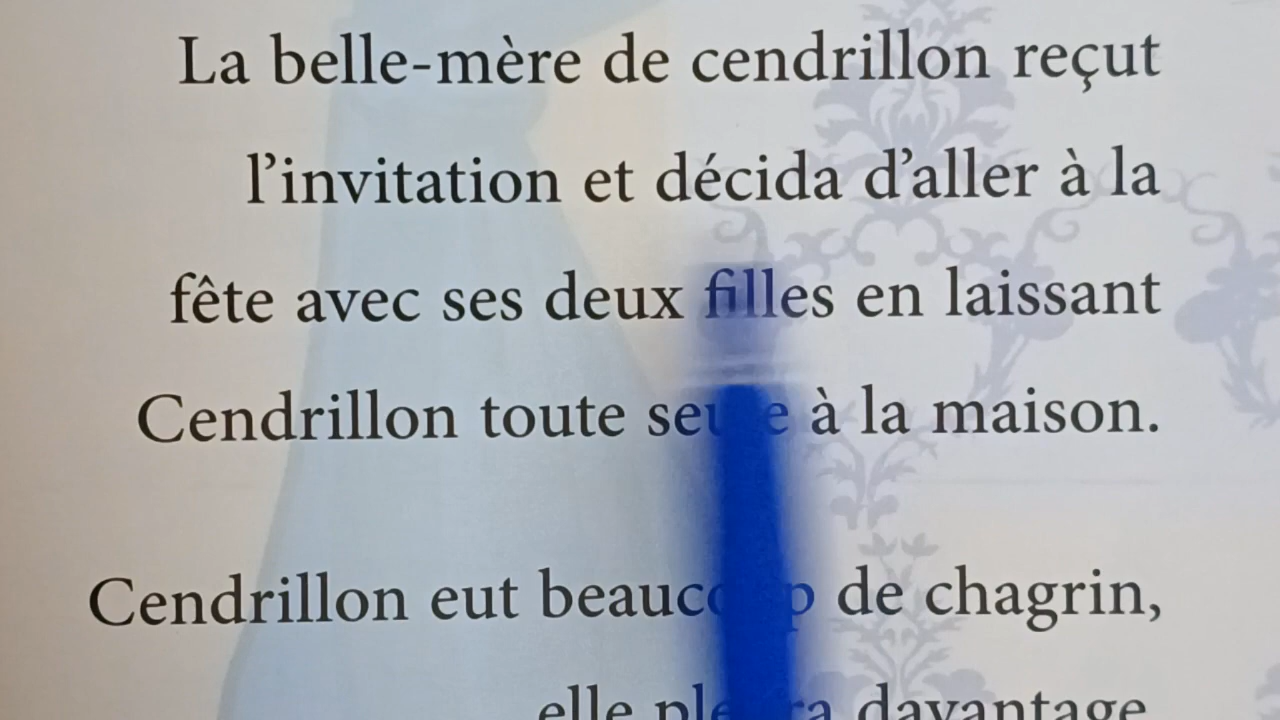 La belle-mère de cendrillon reçut
l'invitation et décida d'aller à la
fête avec ses deux filles en laissant
Cendrillon toute à la maison.
Cendrillon eut de chagrin,
elle davantage